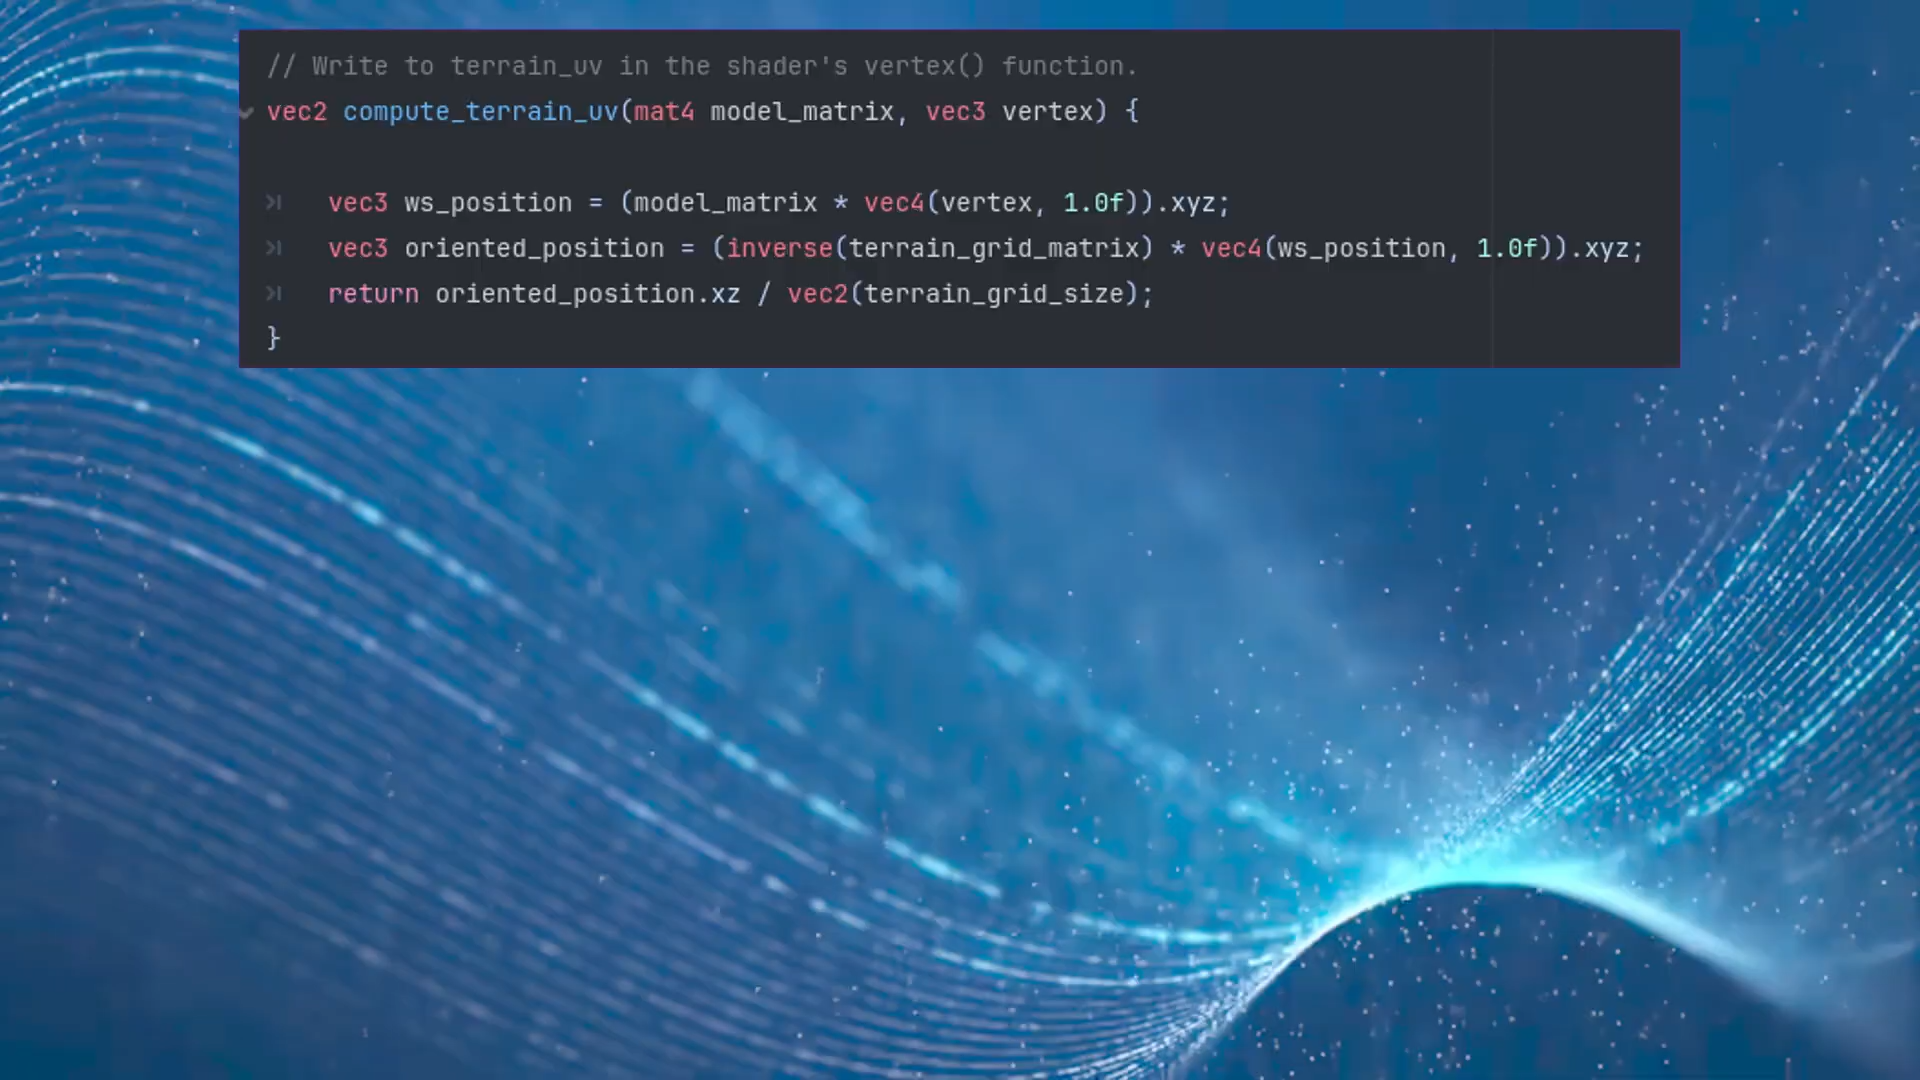 // Write to terrain_uv in the shader's vertex() function.
vec2 compute_terrain_uv(mat4 model_matrix, vec3 vertex) {
vec3 ws_position = (model_matrix * vec4(vertex, 1.0f)).xyz;
vec3 oriented_position = (inverse(terrain_grid_matrix) * vec4(ws_position, 1.0f)).xyz;
return oriented_position.xz / vec2(terrain_grid_size);
}